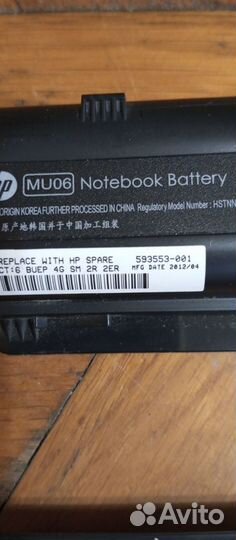 hp MU06 Notebook Battery
ORIGIN KOREA FURTHER PROCESSED IN CHINA Regulatory Model Number: HSTNN
原产地韩国并于中国加工组装
REPLACE WITH HP SPARE 593553-001
CT:6 BUEP 4G SM 2R 2ER MFG DATE 2012/04
Avito